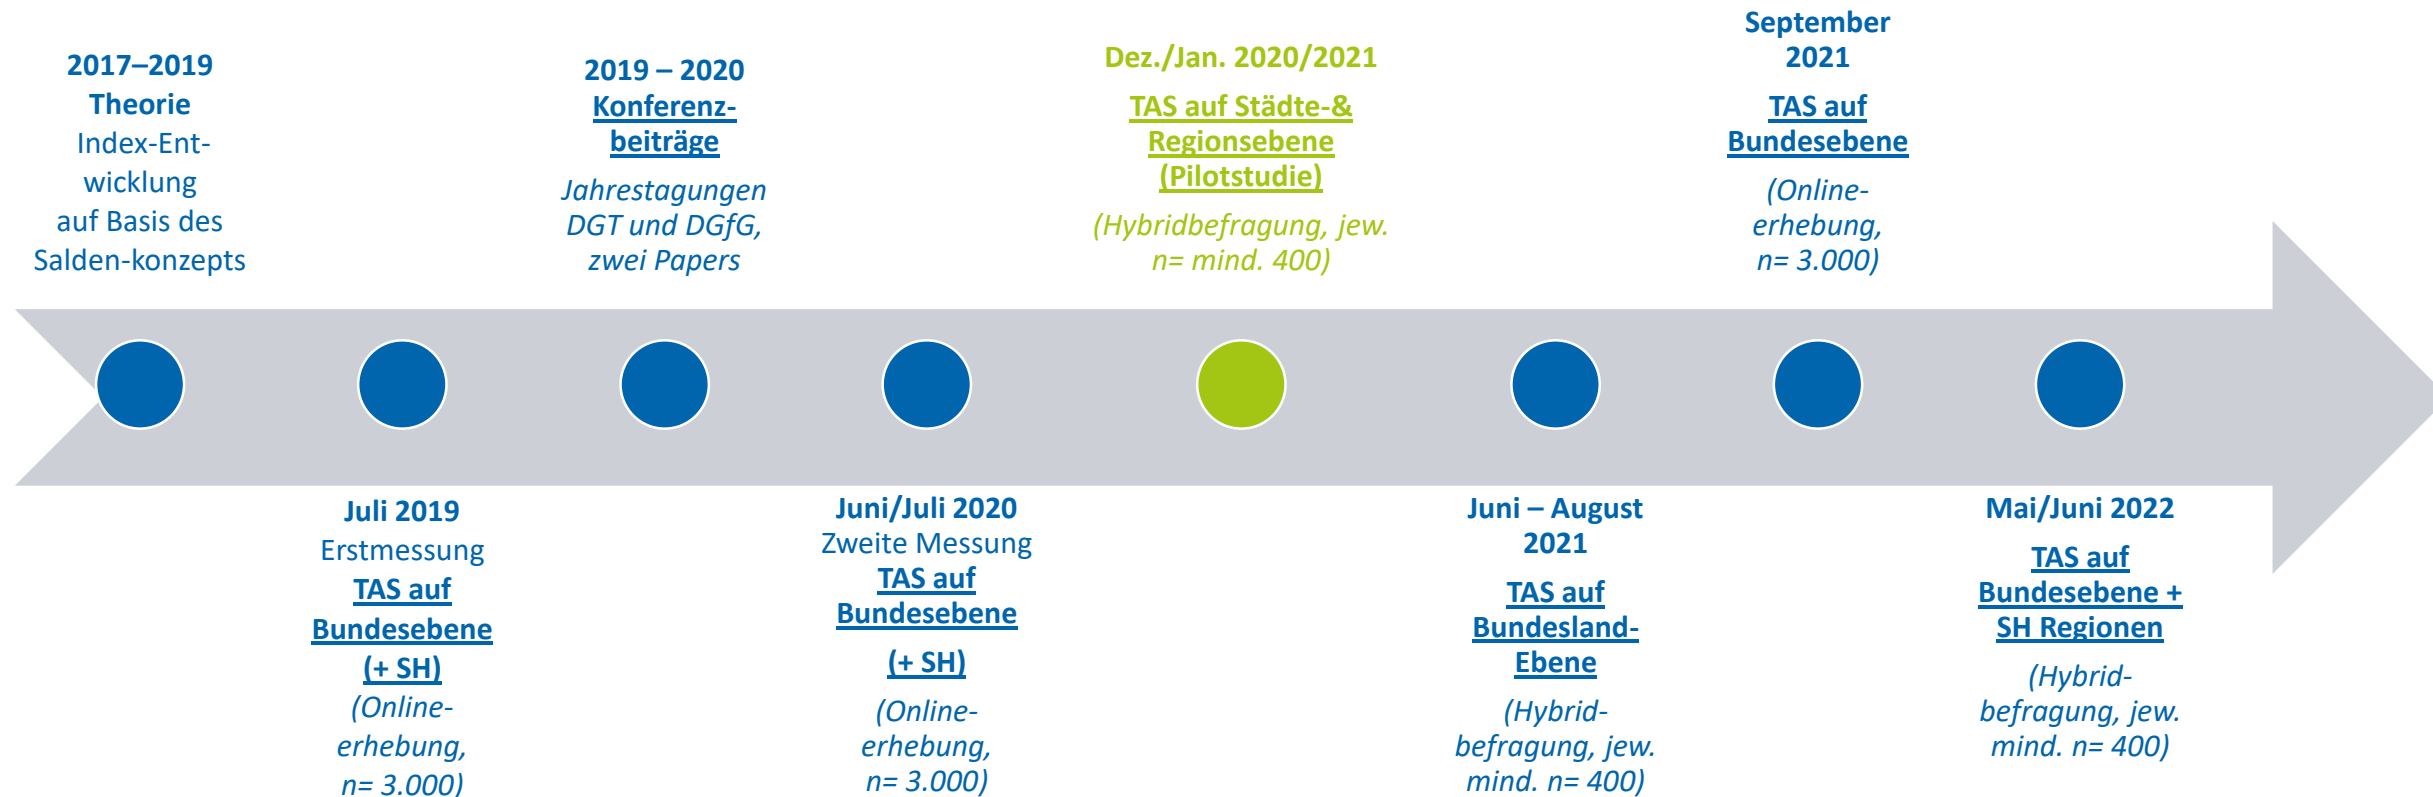 2017–2019
Theorie
Index-Ent-
wicklung
auf Basis des
Salden-konzepts
Juli 2019
Erstmessung
TAS auf
Bundesebene
(+ SH)
(Online-
erhebung,
n= 3.000)
2019 – 2020
Konferenz-
beiträge
Jahrestagungen
DGT und DGfG,
zwei Papers
Juni/Juli 2020
Zweite Messung
TAS auf
Bundesebene
(+ SH)
(Online-
erhebung,
n= 3.000)
Dez./Jan. 2020/2021
TAS auf Städte-&
Regionsebene
(Pilotstudie)
(Hybridbefragung, jew.
n= mind. 400)
Juni – August
2021
TAS auf
Bundesland-
Ebene
(Hybrid-
befragung, jew.
mind. n= 400)
September
2021
TAS auf
Bundesebene
(Online-
erhebung,
n= 3.000)
Mai/Juni 2022
TAS auf
Bundesebene +
SH Regionen
(Hybrid-
befragung, jew.
mind. n= 400)